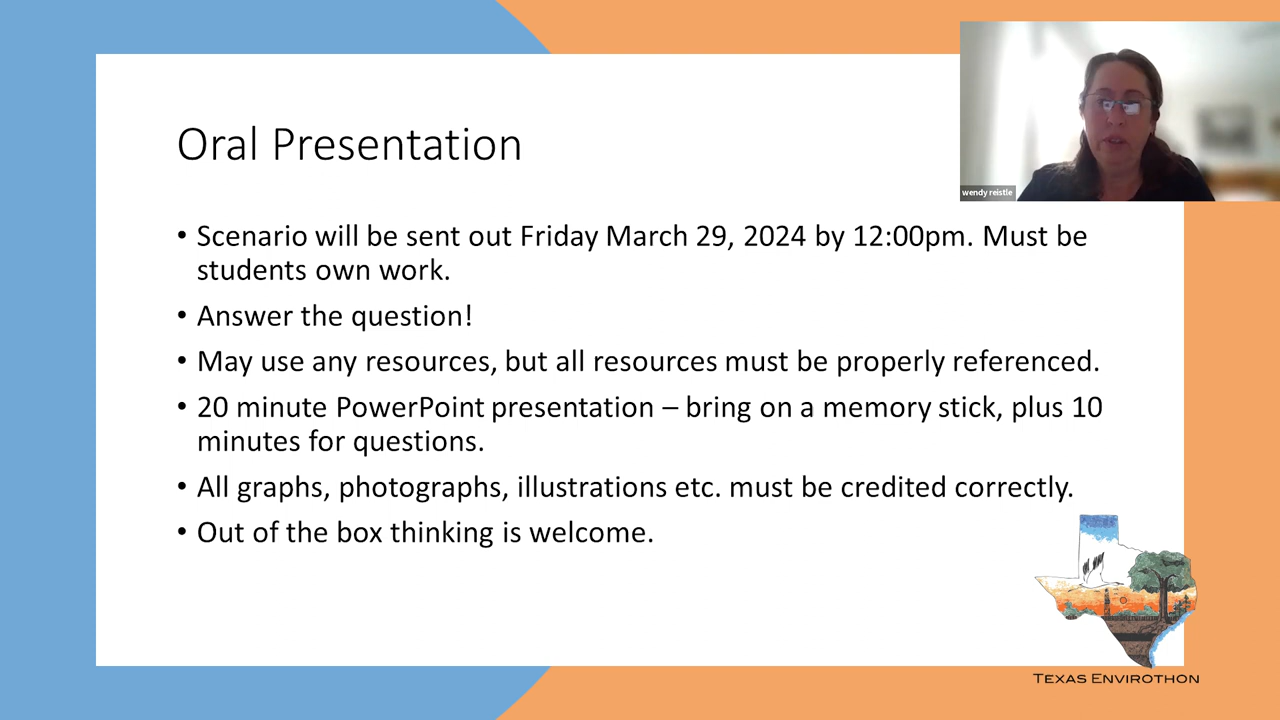 Oral Presentation
wendy reistle
• Scenario will be sent out Friday March 29, 2024 by 12:00pm. Must be
students own work.
• Answer the question!
• May use any resources, but all resources must be properly referenced.
• 20 minute PowerPoint presentation – bring on a memory stick, plus 10
minutes for questions.
• All graphs, photographs, illustrations etc. must be credited correctly.
• Out of the box thinking is welcome.
TEXAS ENVIROTHON